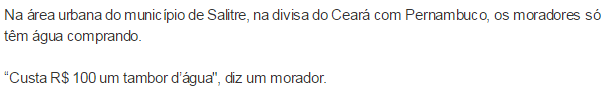 Na área urbana do município de Salitre, na divisa do Ceará com Pernambuco, os moradores só
têm água comprando.
“Custa R$ 100 um tambor d’água", diz um morador.